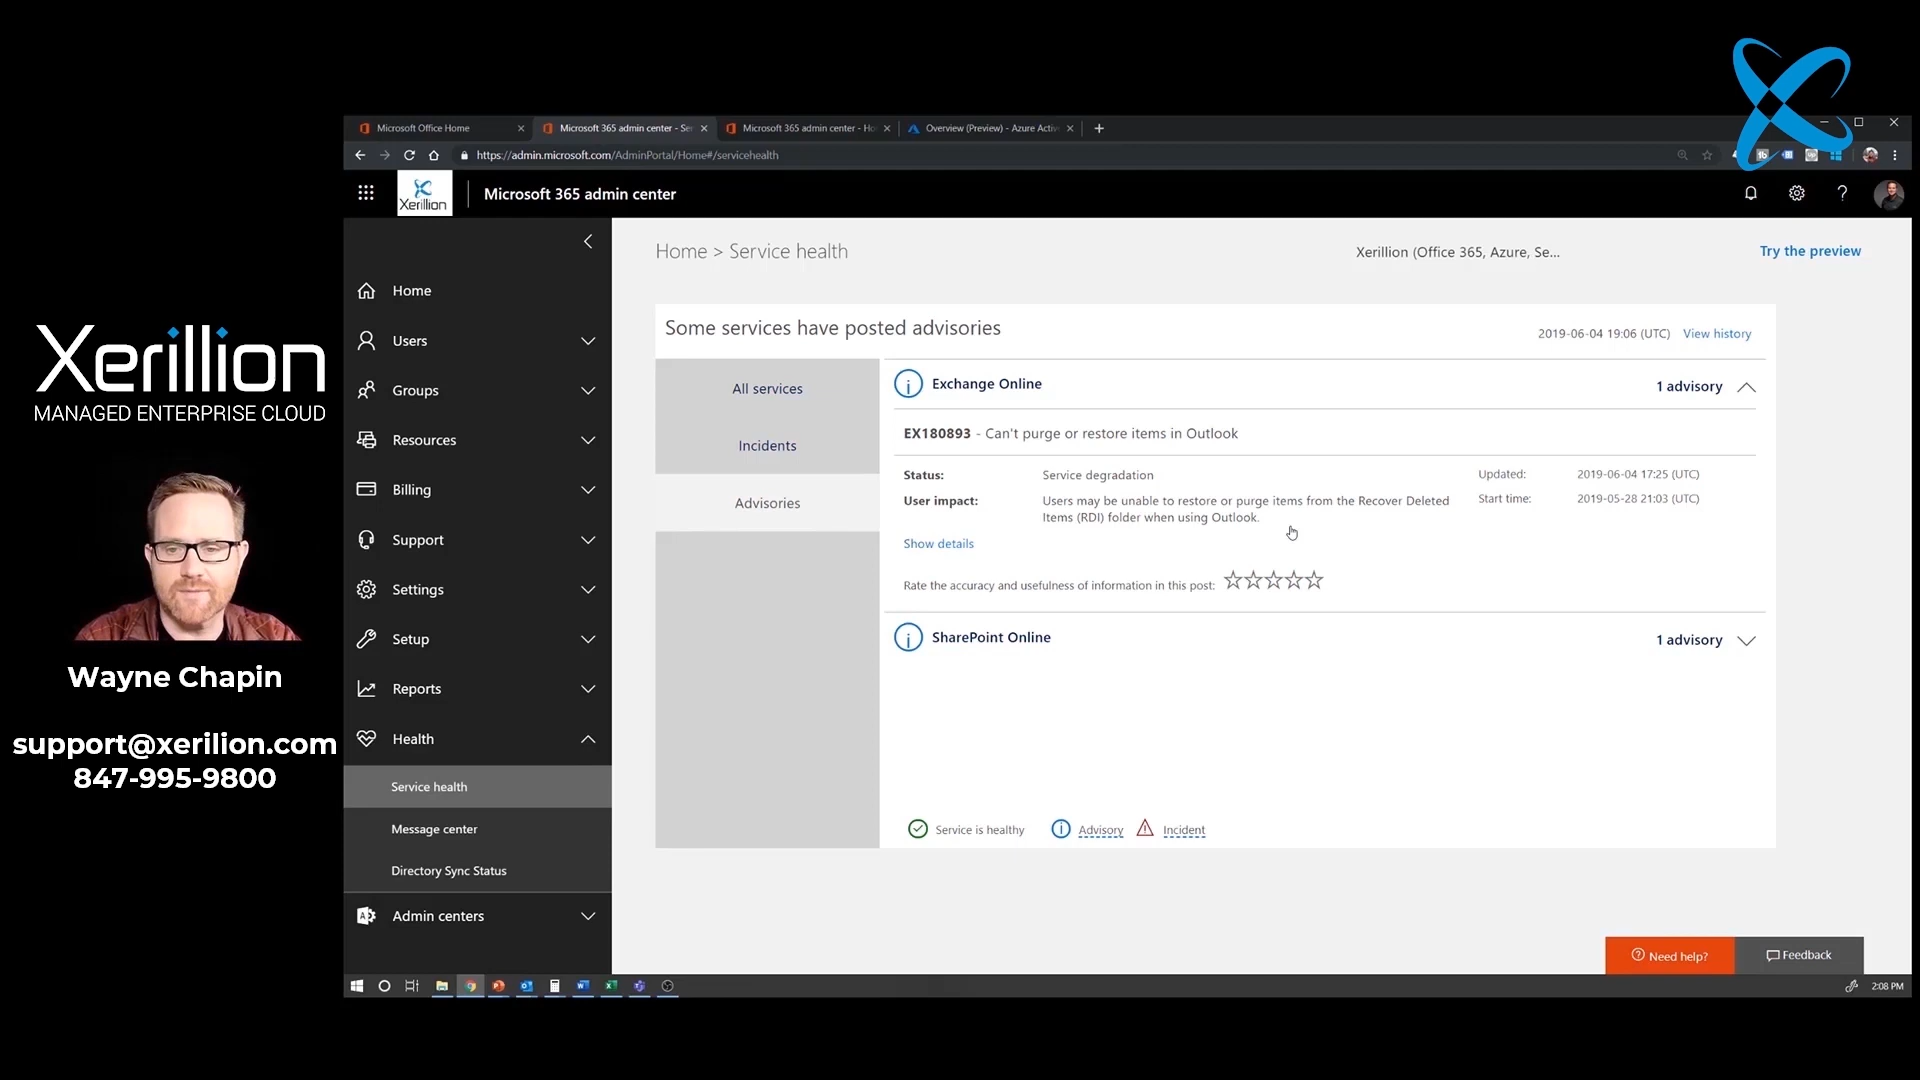 Microsoft Office Home
Microsoft 365 admin center - Se
Microsoft 365 admin center - Ho
Overview (Preview) - Azure Activ
https://admin.microsoft.com/AdminPortal/Home#/servicehealth
Xerillion
Microsoft 365 admin center
Home > Service health
Xerillion (Office 365, Azure, Se...
Try the preview
Home
Users
Groups
Resources
Billing
Support
Settings
Setup
Reports
Health
Service health
Message center
Directory Sync Status
Admin centers
Some services have posted advisories
2019-06-04 19:06 (UTC)
View history
All services
Incidents
Advisories
Exchange Online
1 advisory
EX180893 - Can't purge or restore items in Outlook
Status:
Service degradation
Updated:
2019-06-04 17:25 (UTC)
User impact:
Users may be unable to restore or purge items from the Recover Deleted
Items (RDI) folder when using Outlook.
Start time:
2019-05-28 21:03 (UTC)
Show details
Rate the accuracy and usefulness of information in this post:
SharePoint Online
1 advisory
Service is healthy
Advisory
Incident
Need help?
Feedback
2:08 PM
Xerillion
MANAGED ENTERPRISE CLOUD
Wayne Chapin
support@xerilion.com
847-995-9800